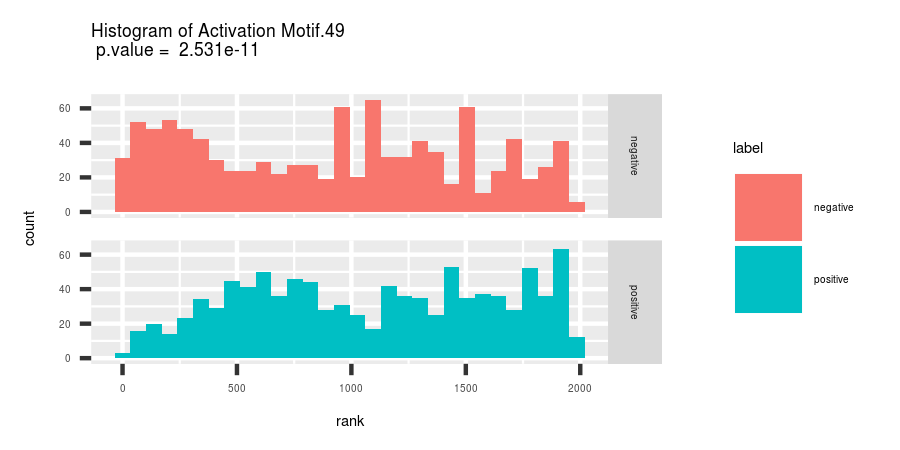 Histogram of Activation Motif.49
p.value = 2.531e-11
60
40
20
0
negative
60
40
20
0
positive
0
500
1000
1500
2000
count
rank
label
negative
positive